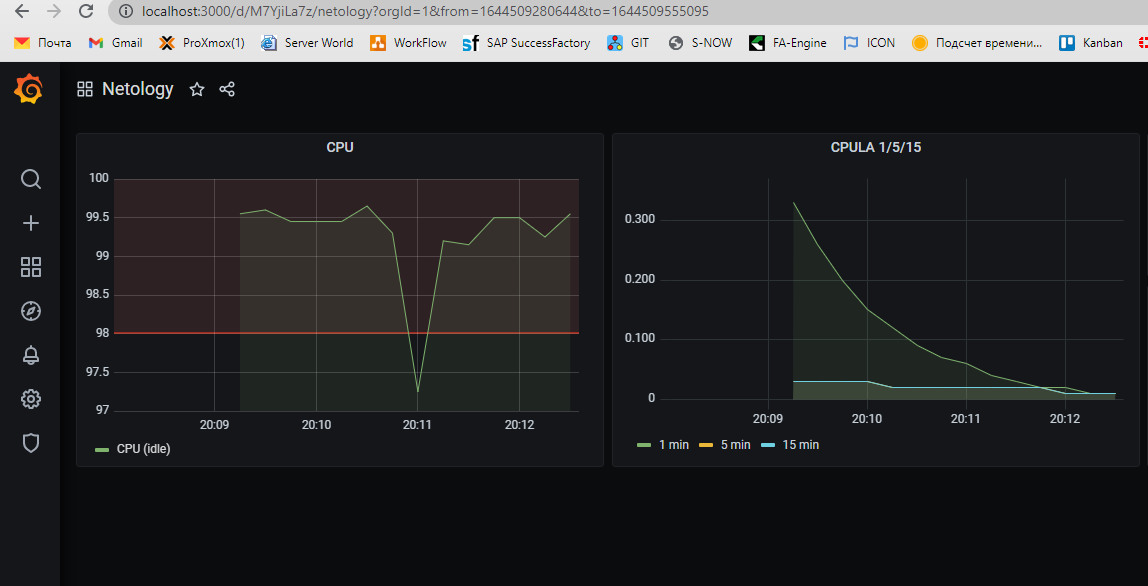 localhost:3000/d/M7YjiLa7z/netology?orgId=1&from=1644509280644&to=1644509555095
Почта Gmail ProXmox(1) Server World WorkFlow SAP SuccessFactory GIT S-NOW FA-Engine ICON Подсчет времени... Kanban
Netology
CPU
100
99.5
99
98.5
98
97.5
97
20:09 20:10 20:11 20:12
CPU (idle)
CPULA 1/5/15
0.300
0.200
0.100
0
20:09 20:10 20:11 20:12
1 min 5 min 15 min